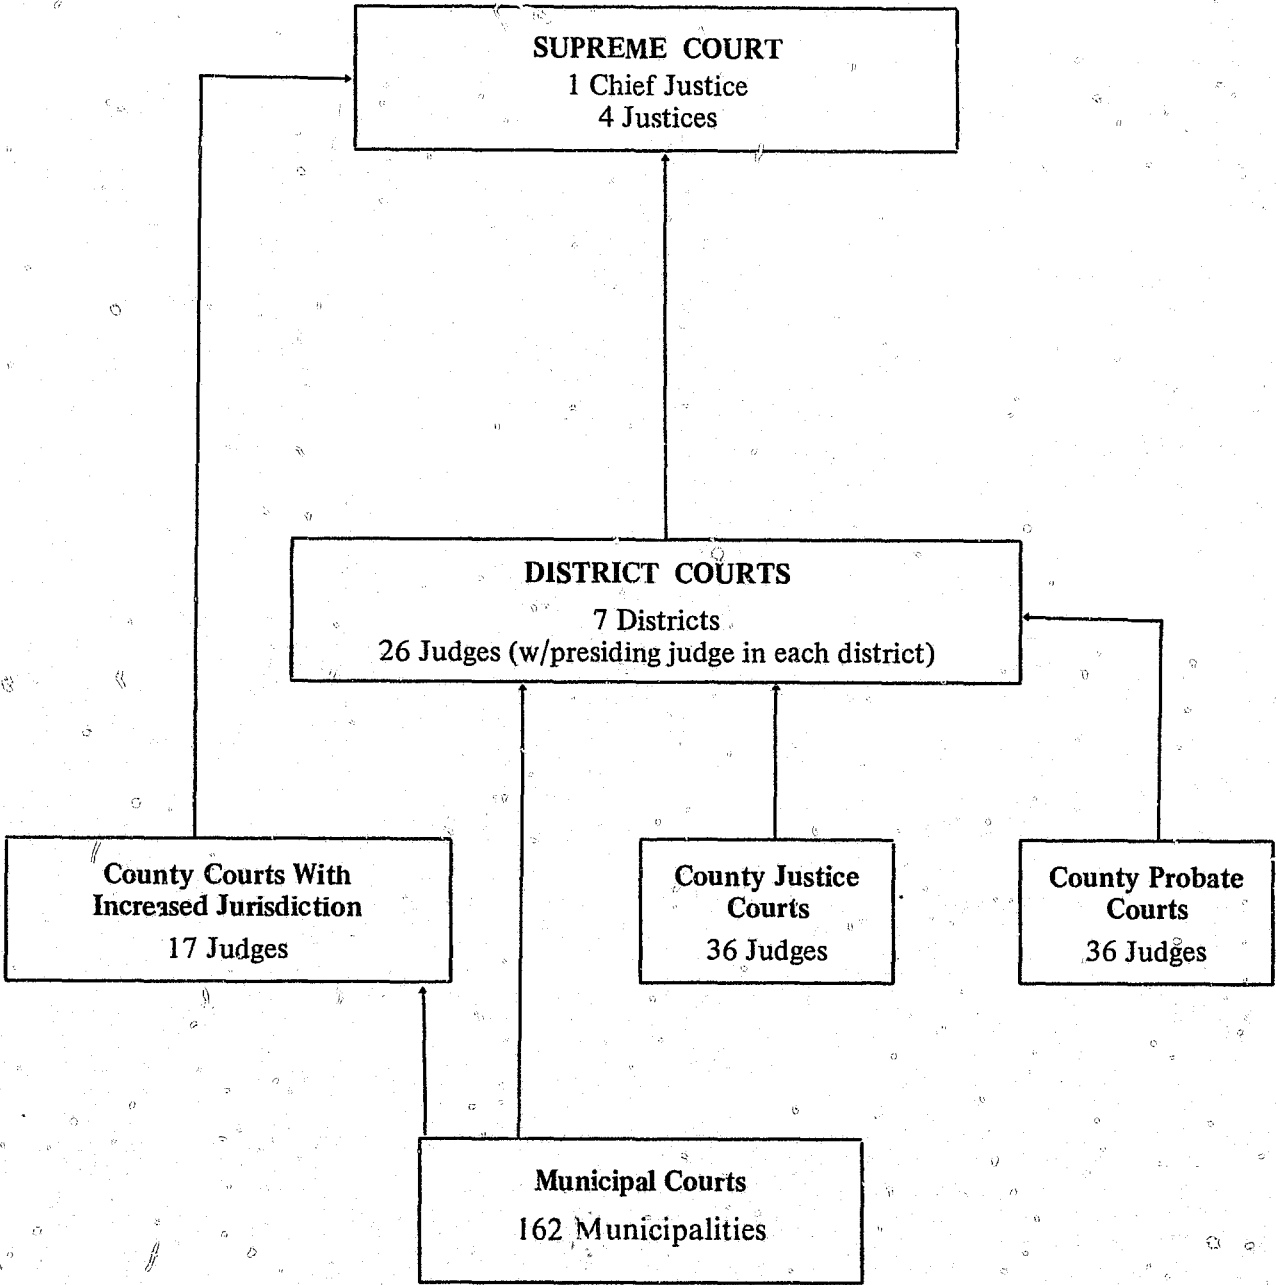 SUPREME COURT
1 Chief Justice
4 Justices
DISTRICT COURTS
7 Districts
26 Judges (w/presiding judge in each district)
County Courts With
Increased Jurisdiction
17 Judges
County Justice
Courts
36 Judges
County Probate
Courts
36 Judges
Municipal Courts
162 Municipalities